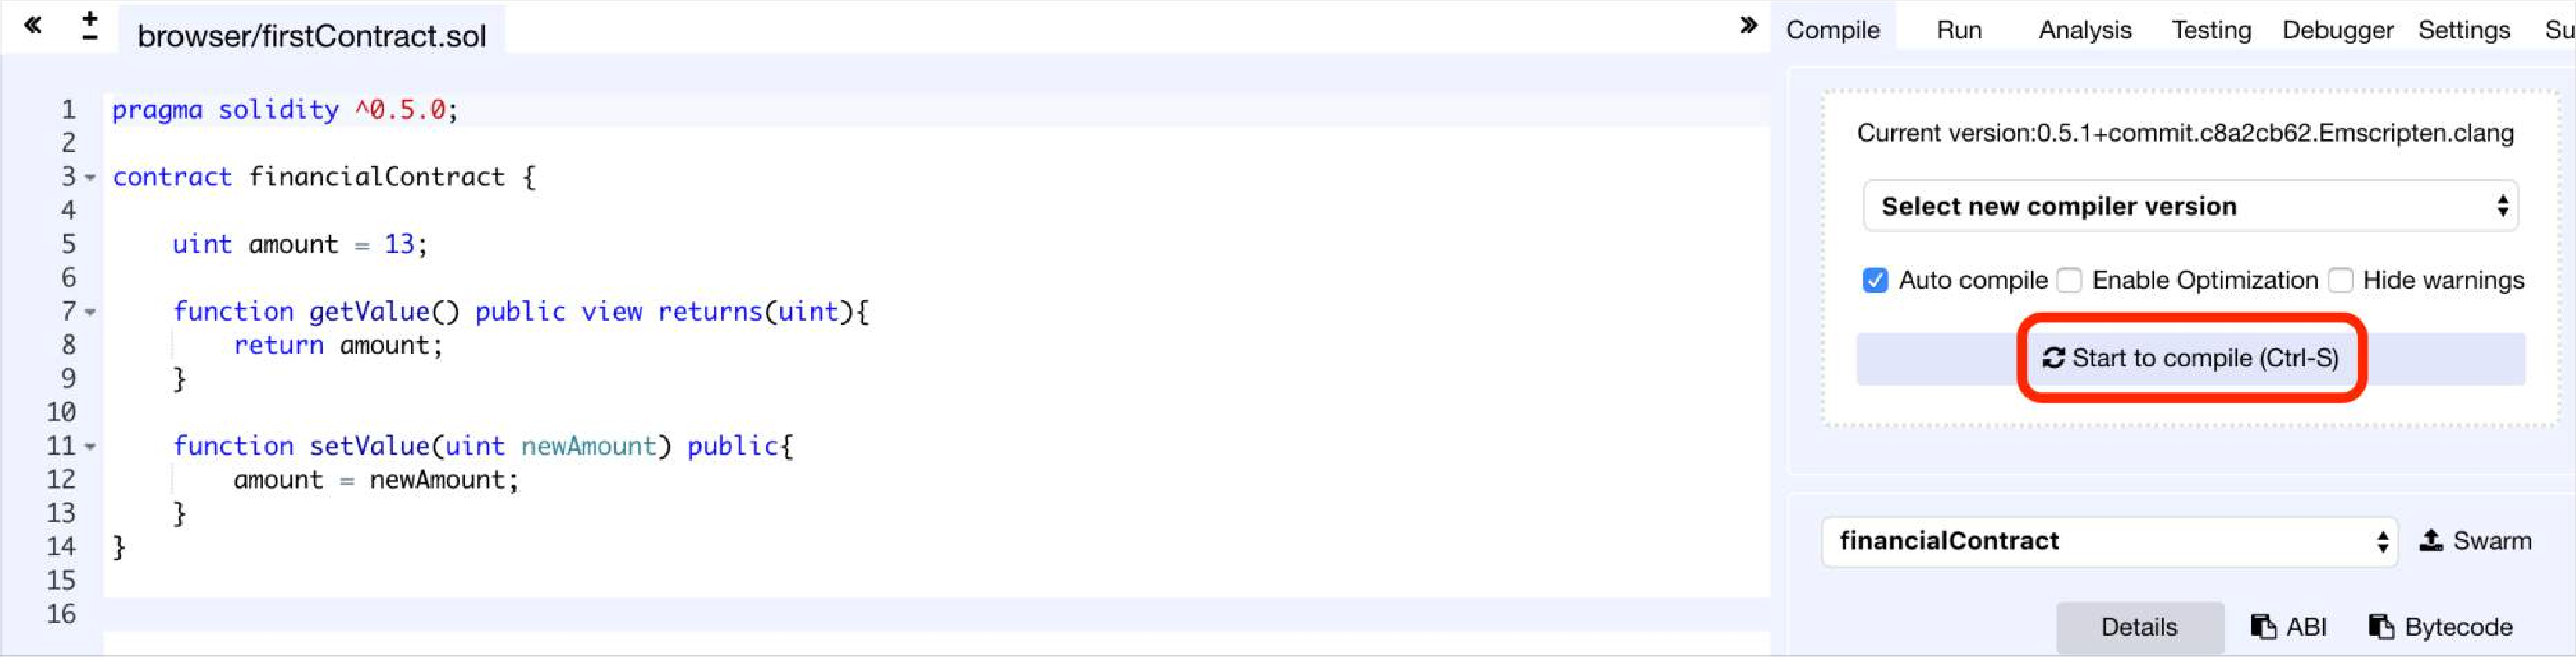 browser/firstContract.sol
Compile Run Analysis Testing Debugger Settings Su
1 pragma solidity ^0.5.0;
2
3 contract financialContract {
4
5 uint amount = 13;
6
7 function getValue() public view returns(uint){
8 return amount;
9 }
10
11 function setValue(uint newAmount) public{
12 amount = newAmount;
13 }
14 }
15
16
Current version:0.5.1+commit.c8a2cb62.Emscripten.clang
Select new compiler version
Auto compile Enable Optimization Hide warnings
Start to compile (Ctrl-S)
financialContract Swarm
Details ABI Bytecode